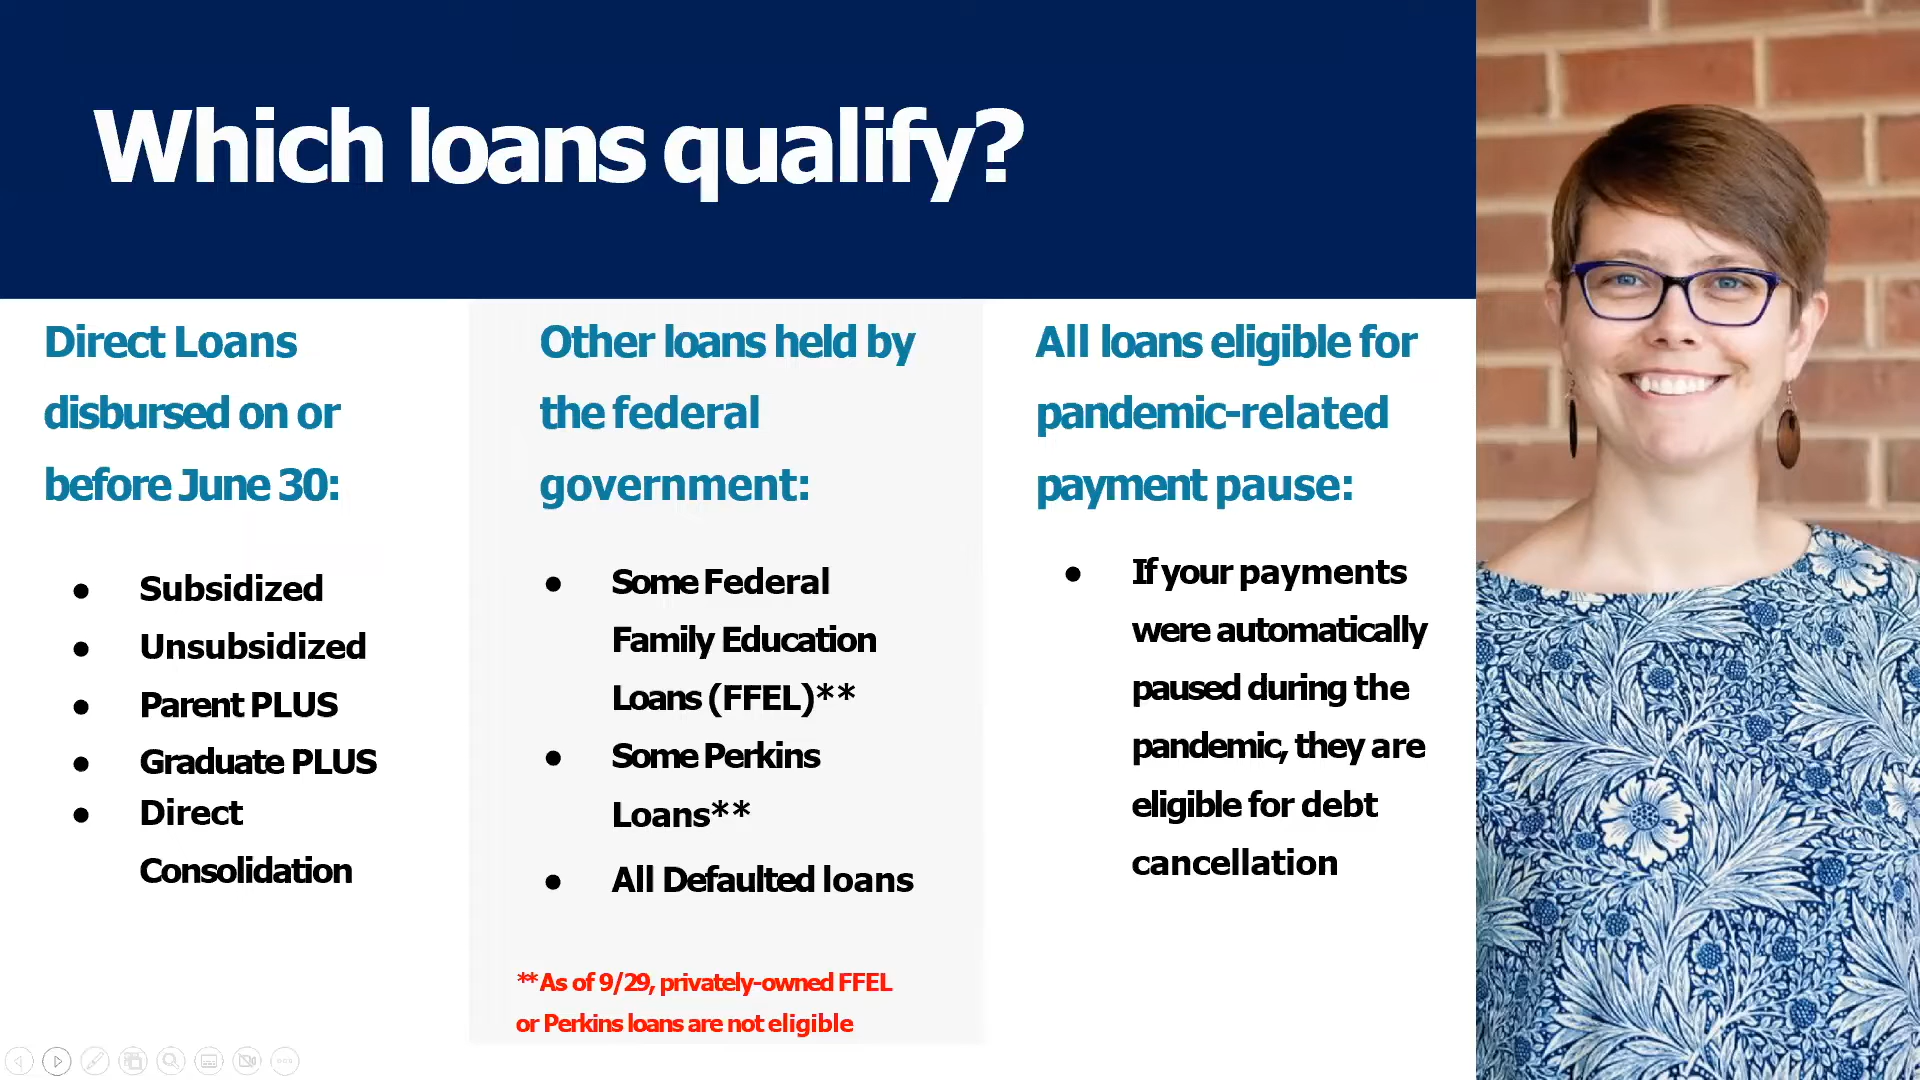 Which loans qualify?
Direct Loans
disbursed on or
before June 30:
● Subsidized
● Unsubsidized
● Parent PLUS
● Graduate PLUS
● Direct
Consolidation
Other loans held by
the federal
government:
● Some Federal
Family Education
Loans (FFEL)**
● Some Perkins
Loans**
● All Defaulted loans
**As of 9/29, privately-owned FFEL
or Perkins loans are not eligible
All loans eligible for
pandemic-related
payment pause:
● If your payments
were automatically
paused during the
pandemic, they are
eligible for debt
cancellation